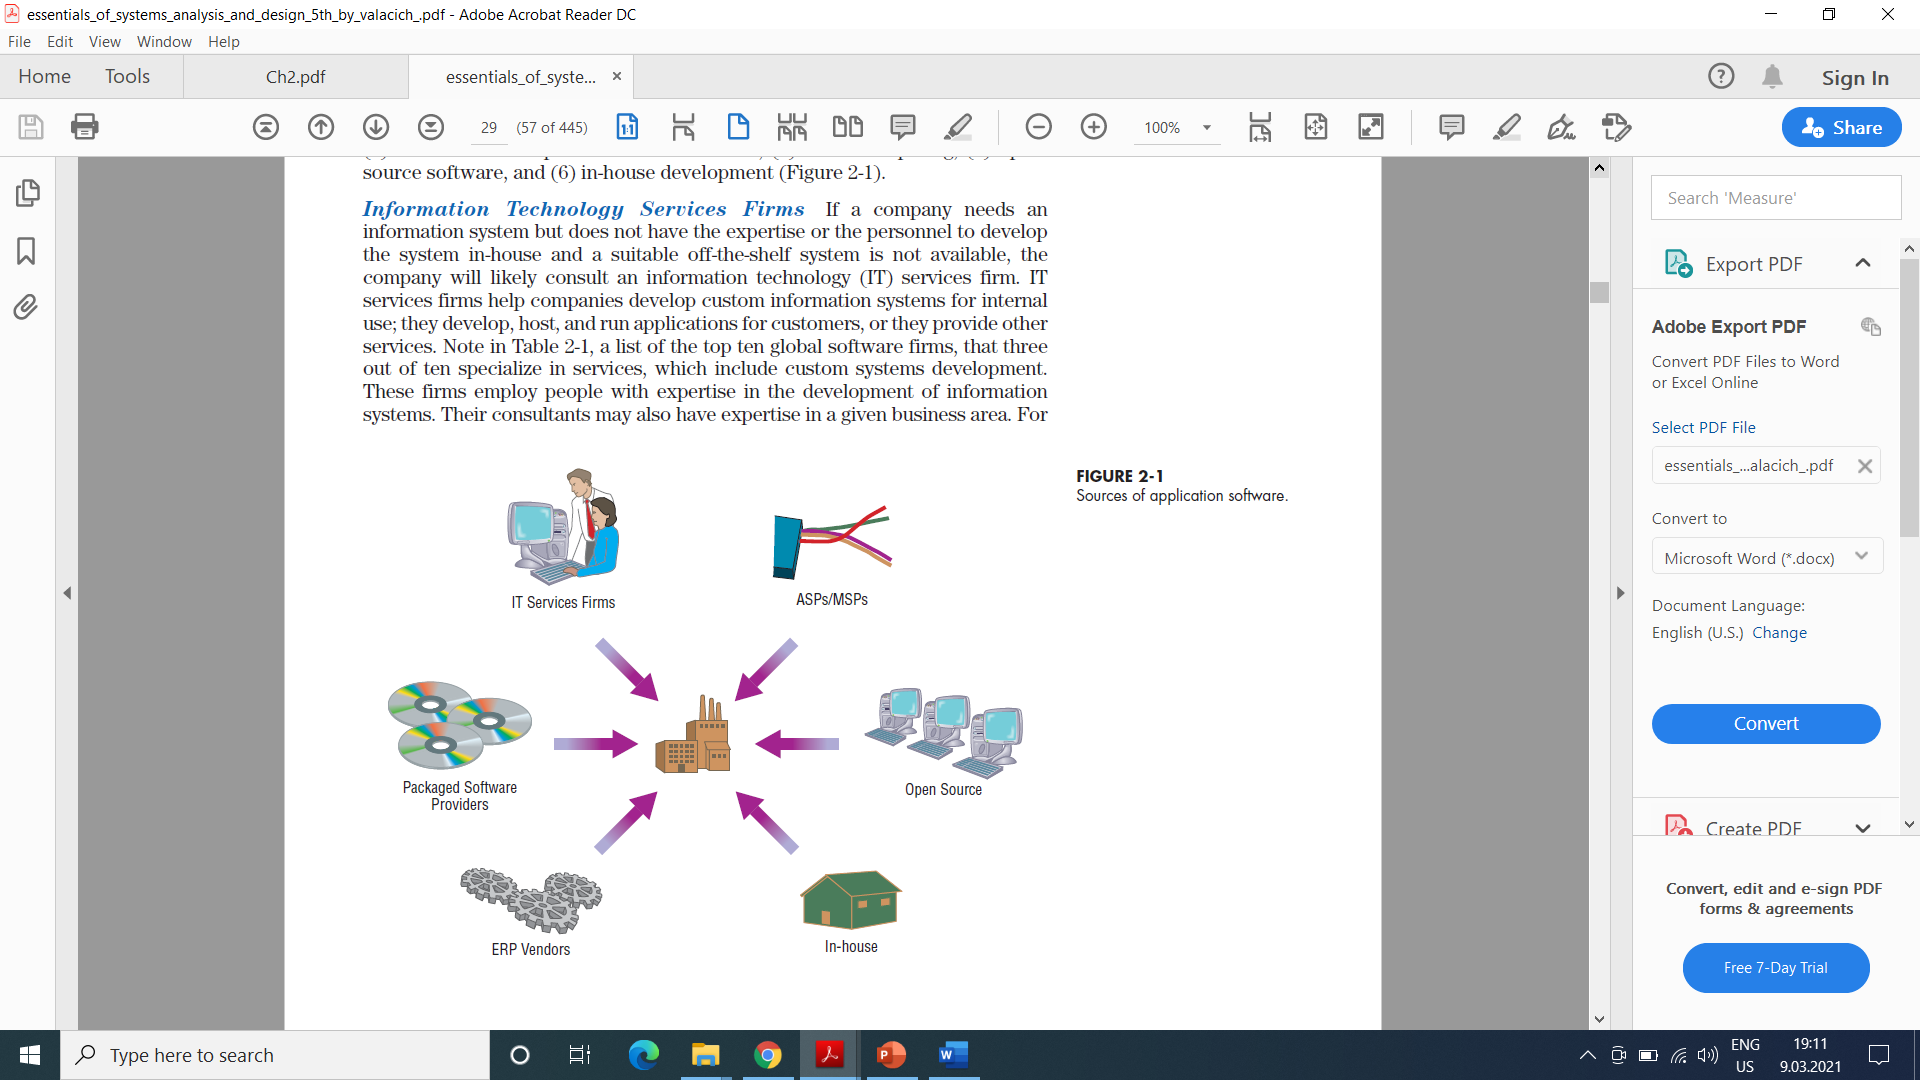 essentials_of_systems_analysis_and_design_5th_by_valacich_.pdf - Adobe Acrobat Reader DC
File Edit View Window Help
Home Tools Ch2.pdf essentials_of_syste... Sign In
29 (57 of 445) 1:1 100% Share
source software, and (6) in-house development (Figure 2-1).
Information Technology Services Firms If a company needs an
information system but does not have the expertise or the personnel to develop
the system in-house and a suitable off-the-shelf system is not available, the
company will likely consult an information technology (IT) services firm. IT
services firms help companies develop custom information systems for internal
use; they develop, host, and run applications for customers, or they provide other
services. Note in Table 2-1, a list of the top ten global software firms, that three
out of ten specialize in services, which include custom systems development.
These firms employ people with expertise in the development of information
systems. Their consultants may also have expertise in a given business area. For
FIGURE 2-1
Sources of application software.
IT Services Firms
ASPs/MSPs
Packaged Software
Providers
Open Source
ERP Vendors
In-house
Search 'Measure'
Export PDF
Adobe Export PDF
Convert PDF Files to Word
or Excel Online
Select PDF File
essentials_...alacich_.pdf
Convert to
Microsoft Word (*.docx)
Document Language:
English (U.S.) Change
Convert
Create PDF
Convert, edit and e-sign PDF
forms & agreements
Free 7-Day Trial
Type here to search
ENG
US
19:11
9.03.2021